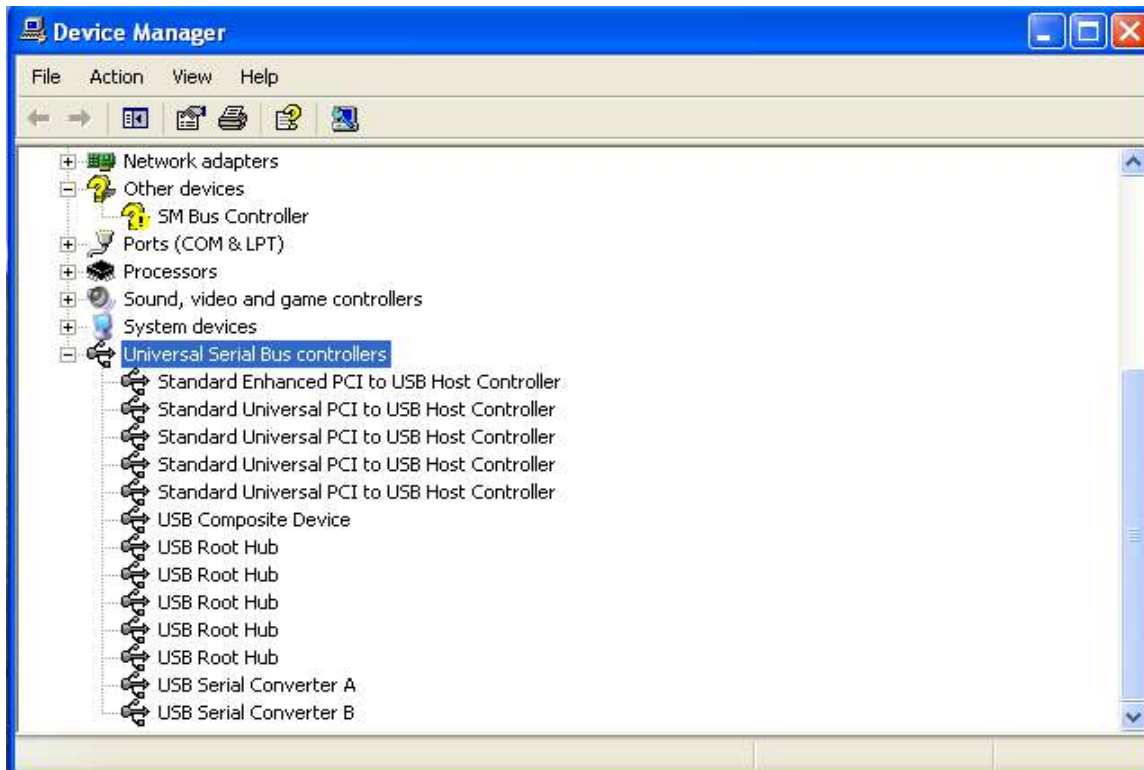 Device Manager
File Action View Help
Network adapters
Other devices
SM Bus Controller
Ports (COM & LPT)
Processors
Sound, video and game controllers
System devices
Universal Serial Bus controllers
Standard Enhanced PCI to USB Host Controller
Standard Universal PCI to USB Host Controller
Standard Universal PCI to USB Host Controller
Standard Universal PCI to USB Host Controller
Standard Universal PCI to USB Host Controller
USB Composite Device
USB Root Hub
USB Root Hub
USB Root Hub
USB Root Hub
USB Root Hub
USB Serial Converter A
USB Serial Converter B